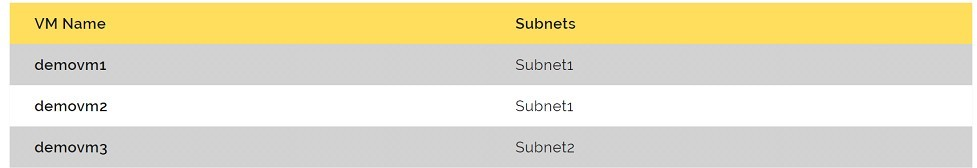 VM Name Subnets
demovm1 Subnet1
demovm2 Subnet1
demovm3 Subnet2